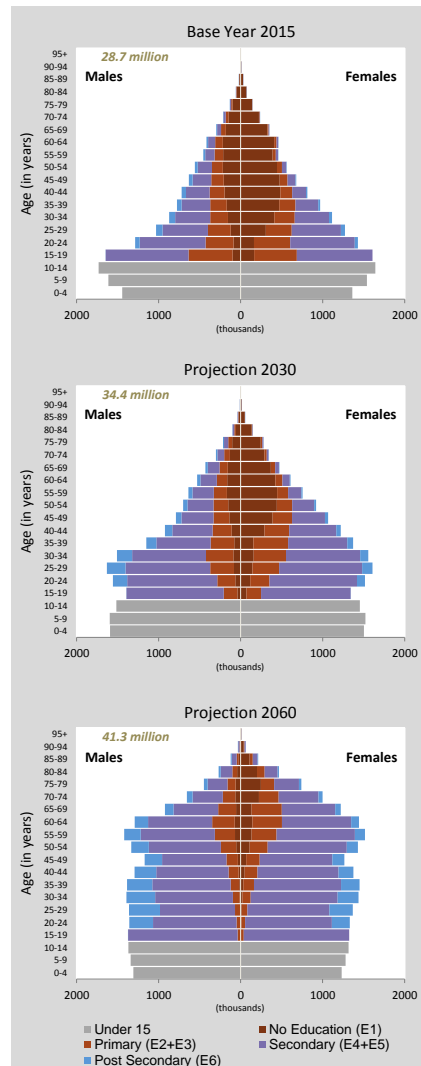 Base Year 2015
28.7 million
Males
Females
Age (in years)
95+
90-94
85-89
80-84
75-79
70-74
65-69
60-64
55-59
50-54
45-49
40-44
35-39
30-34
25-29
20-24
15-19
10-14
5-9
0-4
2000 1000 0 1000 2000
(thousands)
Projection 2030
34.4 million
Males
Females
Age (in years)
95+
90-94
85-89
80-84
75-79
70-74
65-69
60-64
55-59
50-54
45-49
40-44
35-39
30-34
25-29
20-24
15-19
10-14
5-9
0-4
2000 1000 0 1000 2000
(thousands)
Projection 2060
41.3 million
Males
Females
Age (in years)
95+
90-94
85-89
80-84
75-79
70-74
65-69
60-64
55-59
50-54
45-49
40-44
35-39
30-34
25-29
20-24
15-19
10-14
5-9
0-4
2000 1000 0 1000 2000
(thousands)
Under 15 No Education (E1)
Primary (E2+E3) Secondary (E4+E5)
Post Secondary (E6)